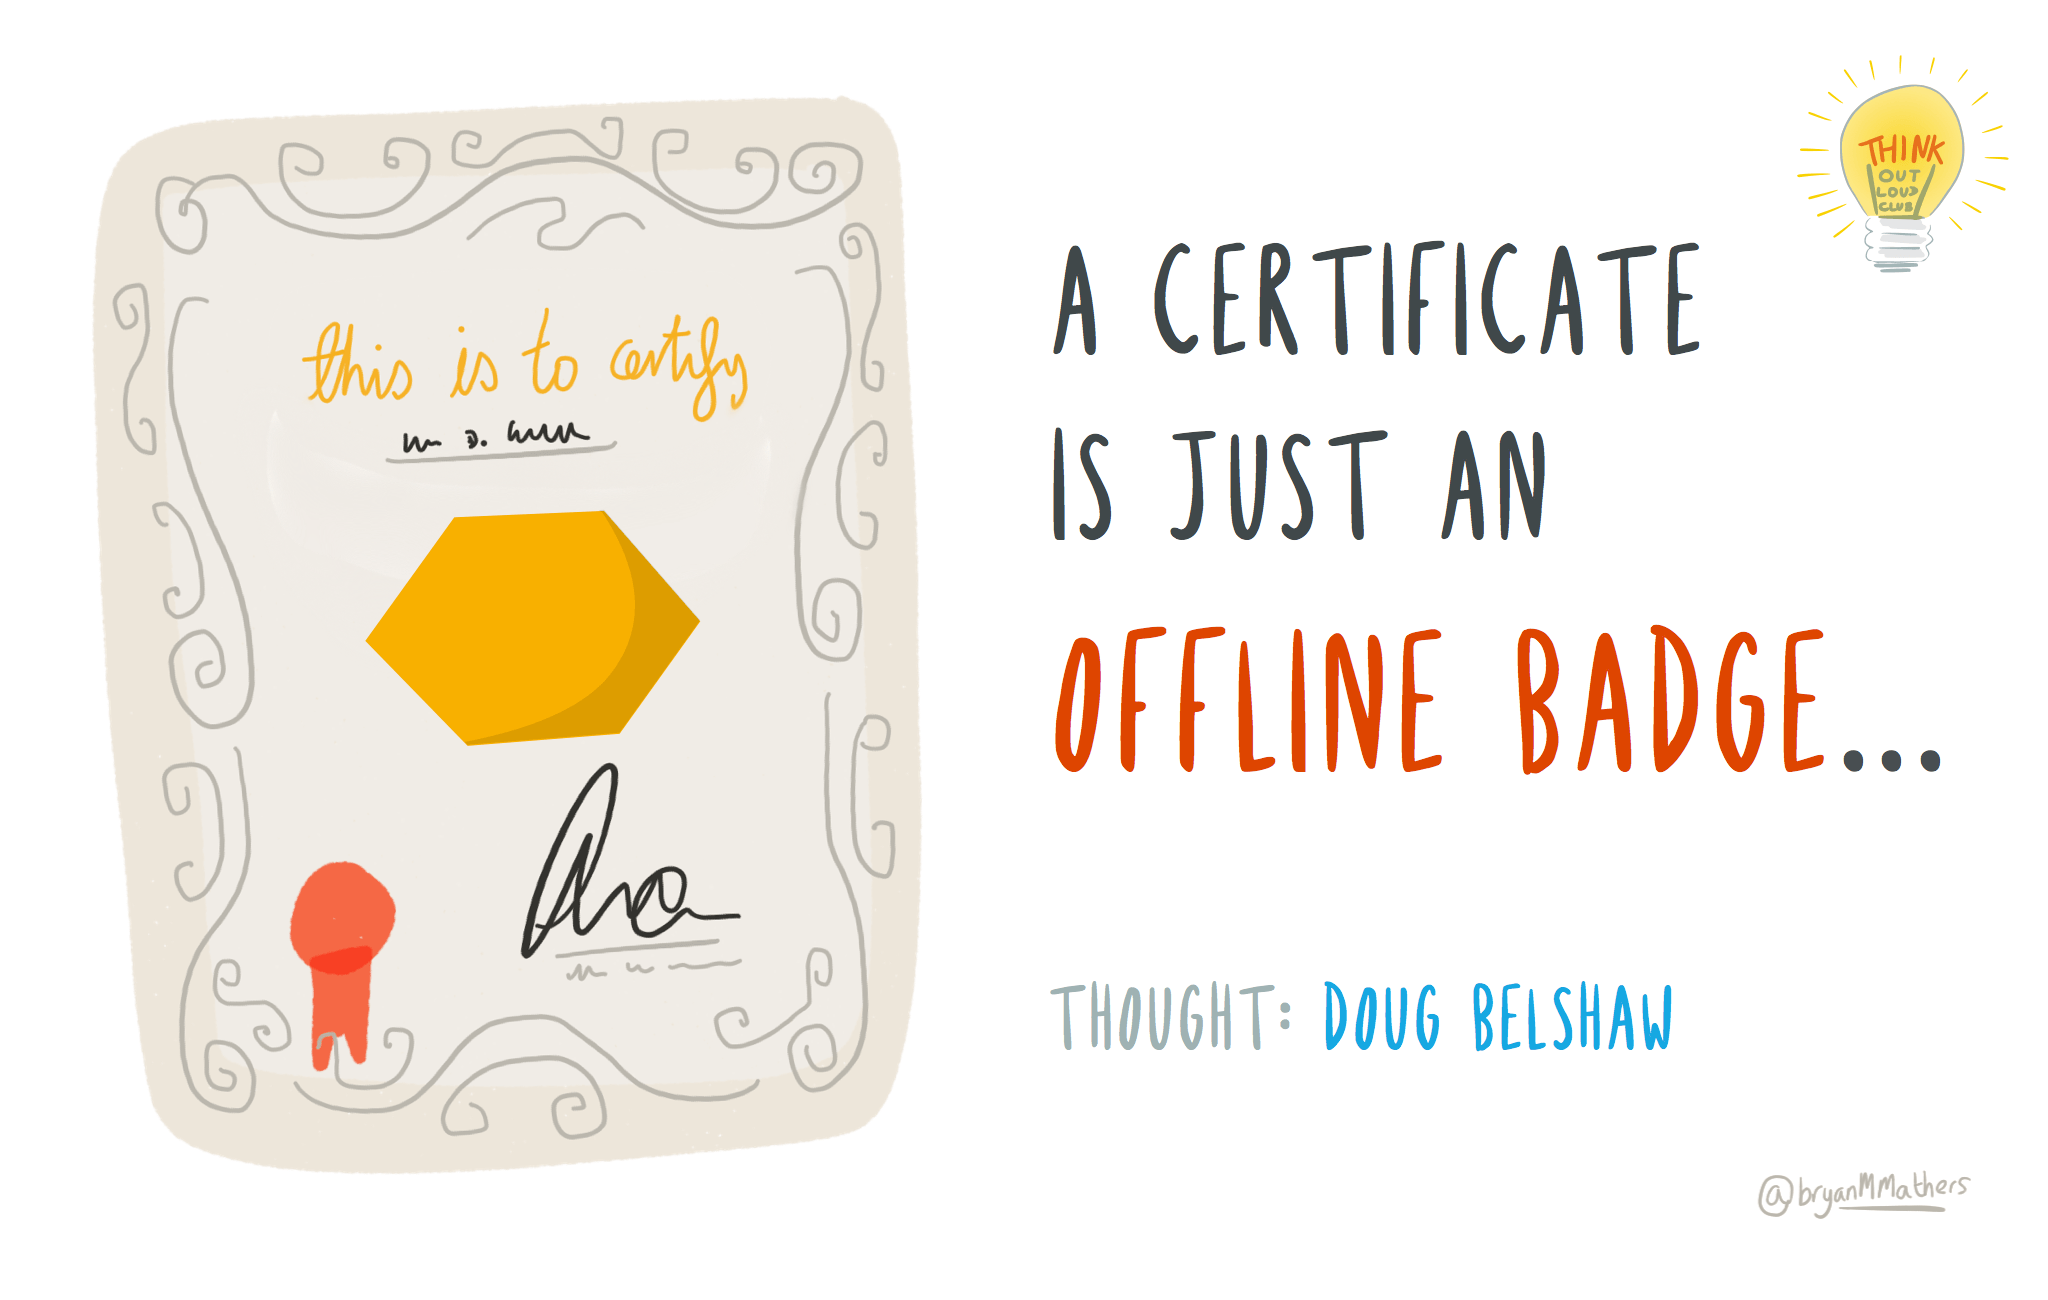 this is to certify
THINK
OUT
LOUD
CLUB
A CERTIFICATE
IS JUST AN
OFFLINE BADGE...
THOUGHT: DOUG BELSHAW
@bryanMMathers